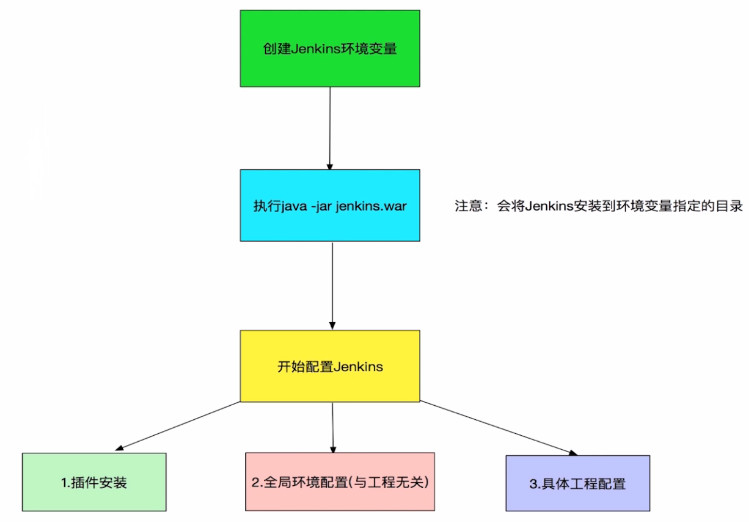 创建Jenkins环境变量
执行java -jar jenkins.war
注意：会将Jenkins安装到环境变量指定的目录
开始配置Jenkins
1.插件安装
2.全局环境配置(与工程无关)
3.具体工程配置